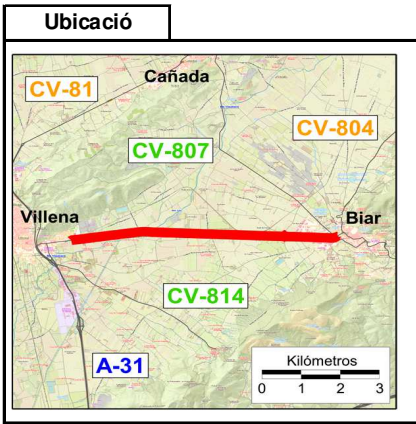 Ubicació
Cañada
CV-81
CV-804
CV-807
Villena
Biar
CV-814
A-31
Kilómetros
0 1 2 3